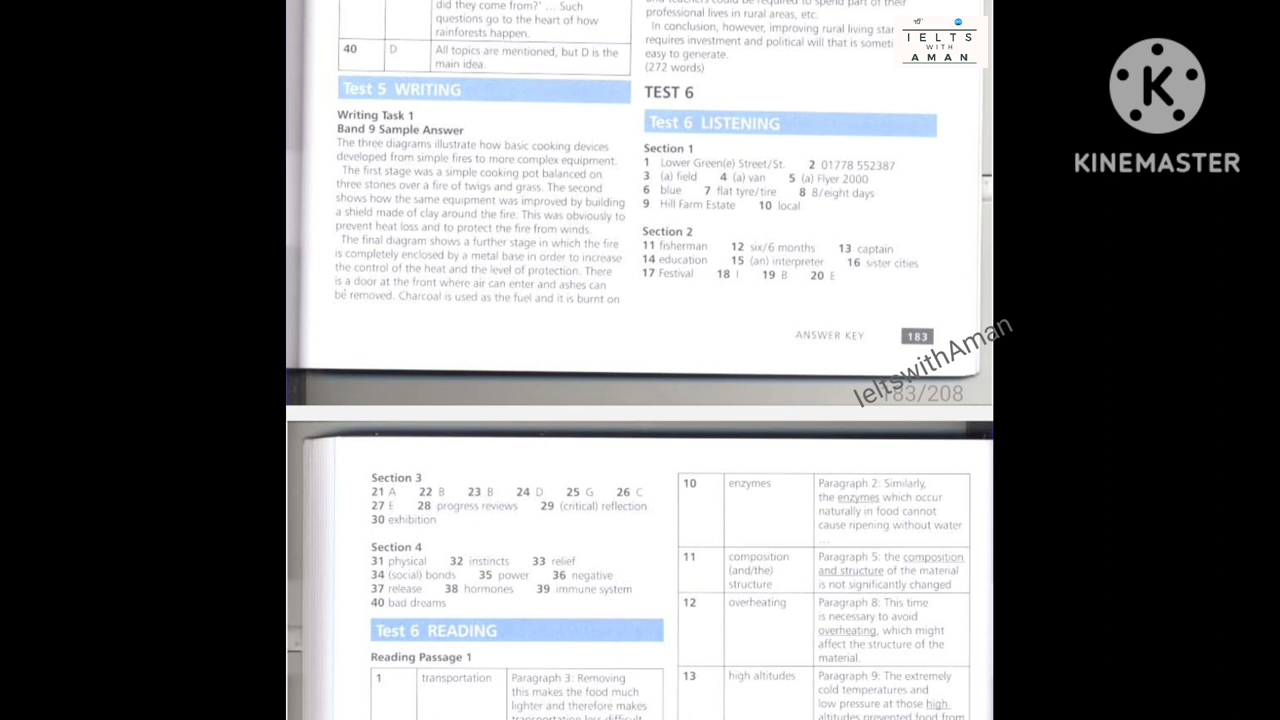 did they come from?' ... Such
questions go to the heart of how
rainforests happen.
40 D All topics are mentioned, but D is the
main idea.
Test 5 WRITING
Writing Task 1
Band 9 Sample Answer
The three diagrams illustrate how basic cooking devices
developed from simple fires to more complex equipment.
The first stage was a simple cooking pot balanced on
three stones over a fire of twigs and grass. The second
shows how the same equipment was improved by building
a shield made of clay around the fire. This was obviously to
prevent heat loss and to protect the fire from winds.
The final diagram shows a further stage in which the fire
is completely enclosed by a metal base in order to increase
the control of the heat and the level of protection. There
is a door at the front where air can enter and ashes can
be removed. Charcoal is used as the fuel and it is burnt on
and teachers could be required to spend part of their
professional lives in rural areas, etc.
In conclusion, however, improving rural living
requires investment and political will that is
easy to generate.
(272 words)
TEST 6
Test 6 LISTENING
Section 1
1 Lower Green(e) Street/St. 2 01778 552387
3 (a) field 4 (a) van 5 (a) Flyer 2000
6 blue 7 flat tyre/tire 8 8/eight days
9 Hill Farm Estate 10 local
Section 2
11 fisherman 12 six/6 months 13 captain
14 education 15 (an) interpreter 16 sister cities
17 Festival 18 I 19 B 20 E
ANSWER KEY 183
IELTS
WITH
AMAN
KINEMASTER
IeltswithAman
183/208
Section 3
21 A 22 B 23 B 24 D 25 G 26 C
27 E 28 progress reviews 29 (critical) reflection
30 exhibition
Section 4
31 physical 32 instincts 33 relief
34 (social) bonds 35 power 36 negative
37 release 38 hormones 39 immune system
40 bad dreams
Test 6 READING
Reading Passage 1
1 transportation Paragraph 3: Removing
this makes the food much
lighter and therefore makes
transportation less difficult
10 enzymes Paragraph 2: Similarly,
the enzymes which occur
naturally in food cannot
cause ripening without water
...
11 composition (and/the) structure Paragraph 5: the composition
and structure of the material
is not significantly changed
12 overheating Paragraph 8: This time
is necessary to avoid
overheating, which might
affect the structure of the
material.
13 high altitudes Paragraph 9: The extremely
cold temperatures and
low pressure at those high
altitudes prevented food from